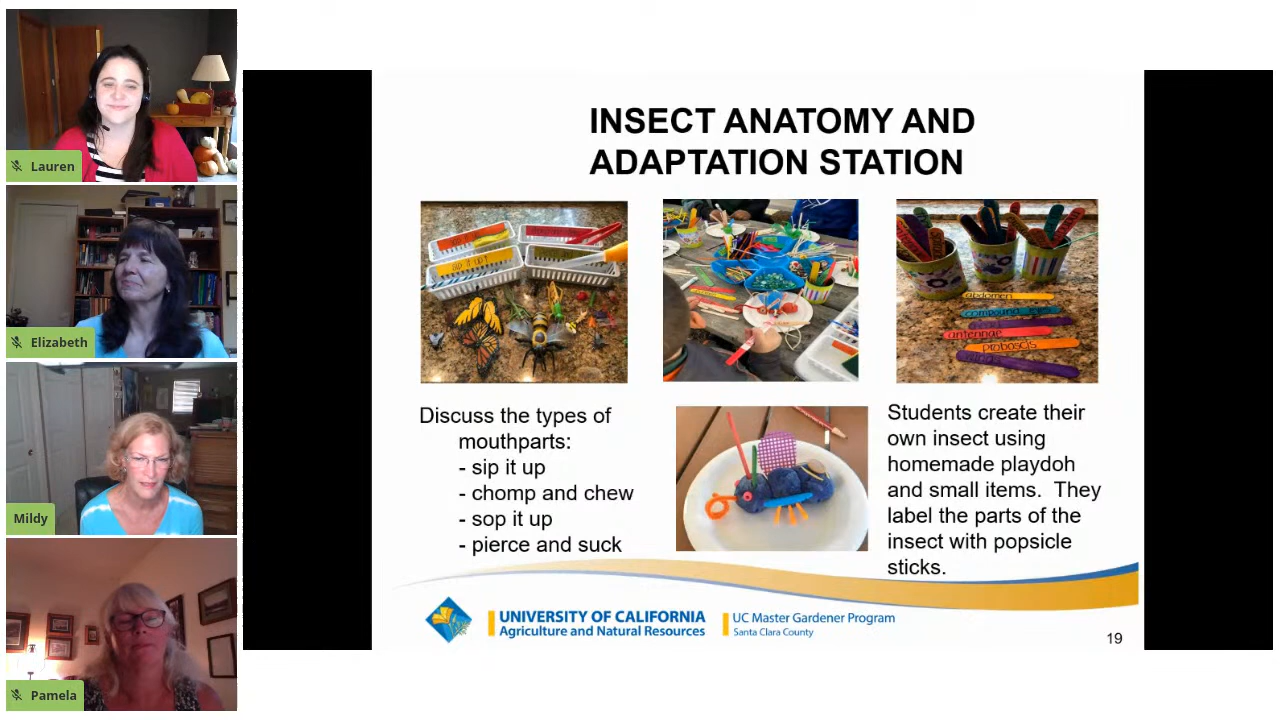 Lauren
Elizabeth
Mildy
Pamela
INSECT ANATOMY AND
ADAPTATION STATION
abdomen
compound
antennae
proboscis
Discuss the types of
mouthparts:
- sip it up
- chomp and chew
- sop it up
- pierce and suck
Students create their
own insect using
homemade playdoh
and small items. They
label the parts of the
insect with popsicle
sticks.
UNIVERSITY OF CALIFORNIA
Agriculture and Natural Resources
UC Master Gardener Program
Santa Clara County
19